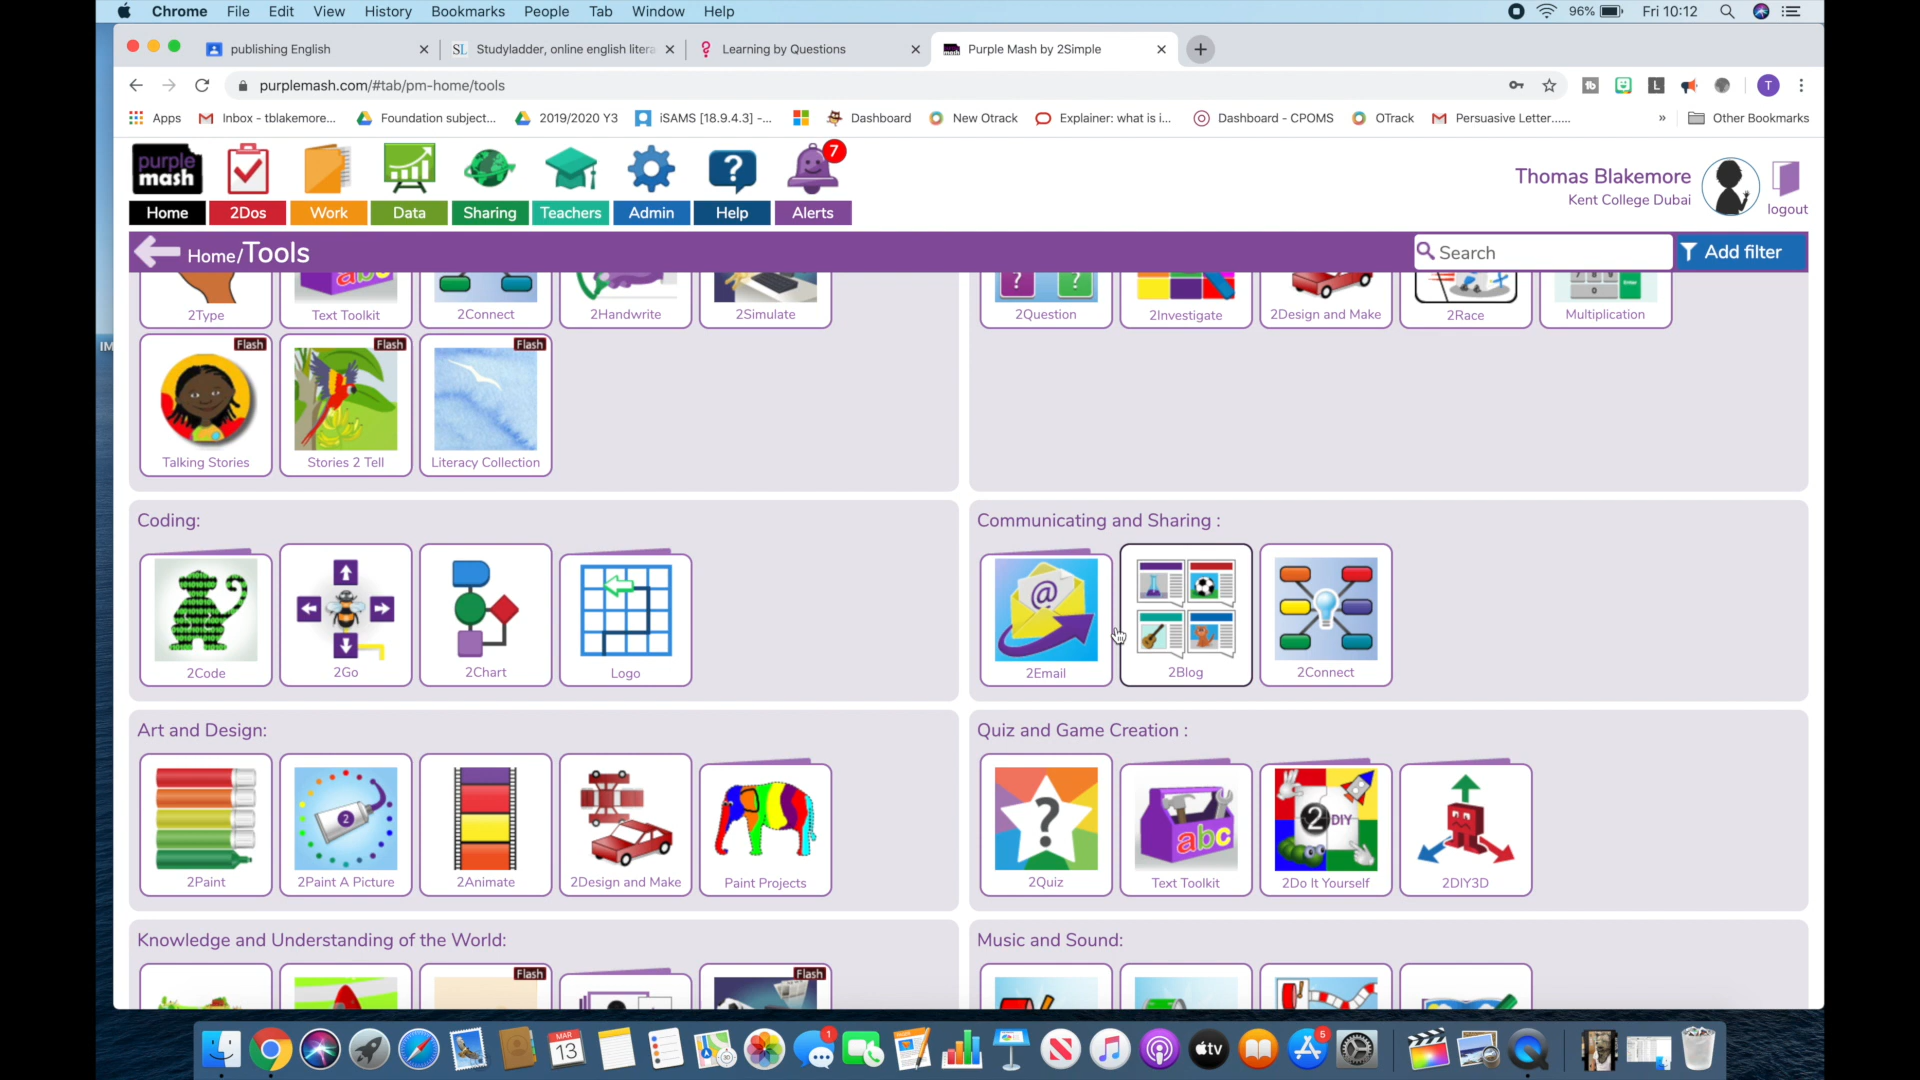 Chrome File Edit View History Bookmarks People Tab Window Help 96% Fri 10:12
publishing English
SL Studyladder, online english litera
Learning by Questions
Purple Mash by 2Simple
purplemash.com/#tab/pm-home/tools
Apps Inbox - tblakemore... Foundation subject... 2019/2020 Y3 iSAMS [18.9.4.3] -... Dashboard New Otrack Explainer: what is i... Dashboard - CPOMS OTrack Persuasive Letter...... » Other Bookmarks
purple mash
7
Home 2Dos Work Data Sharing Teachers Admin Help Alerts
Thomas Blakemore
Kent College Dubai
logout
Home/Tools
Search
Add filter
2Type Text Toolkit 2Connect 2Handwrite 2Simulate
2Question 2Investigate 2Design and Make 2Race Multiplication
Flash Flash Flash
Talking Stories Stories 2 Tell Literacy Collection
Coding:
2Code 2Go 2Chart Logo
Communicating and Sharing :
2Email 2Blog 2Connect
Art and Design:
2Paint 2Paint A Picture 2Animate 2Design and Make Paint Projects
Quiz and Game Creation :
2Quiz Text Toolkit 2Do It Yourself 2DIY3D
Knowledge and Understanding of the World:
Flash Flash
Music and Sound:
MAR
13
1
tv
5